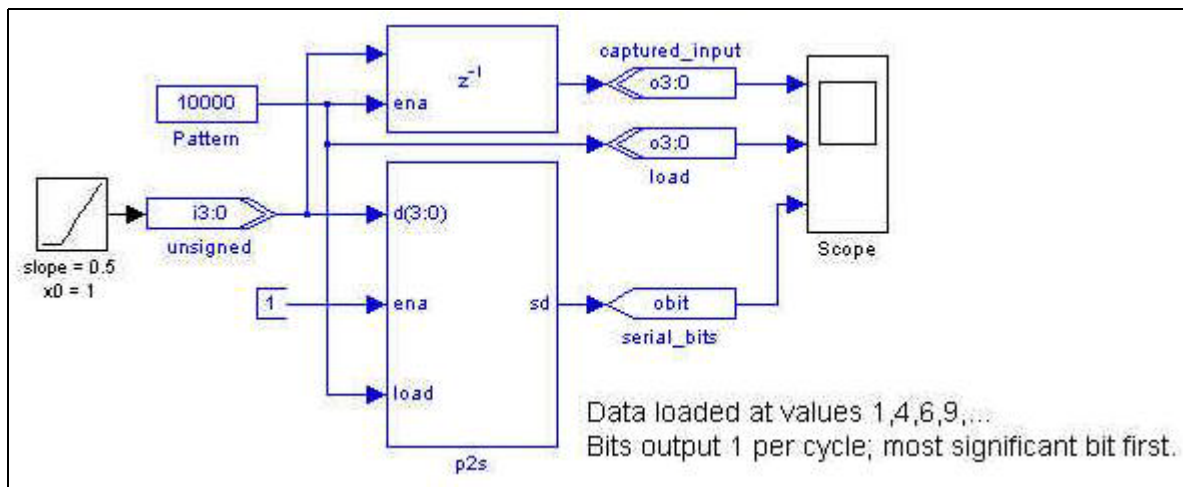 captured_input
z⁻¹
o3:0
ena
10000
Pattern
o3:0
load
i3:0
unsigned
d(3:0)
Scope
slope = 0.5
x0 = 1
1
ena
sd
obit
serial_bits
load
p2s
Data loaded at values 1,4,6,9,...
Bits output 1 per cycle; most significant bit first.